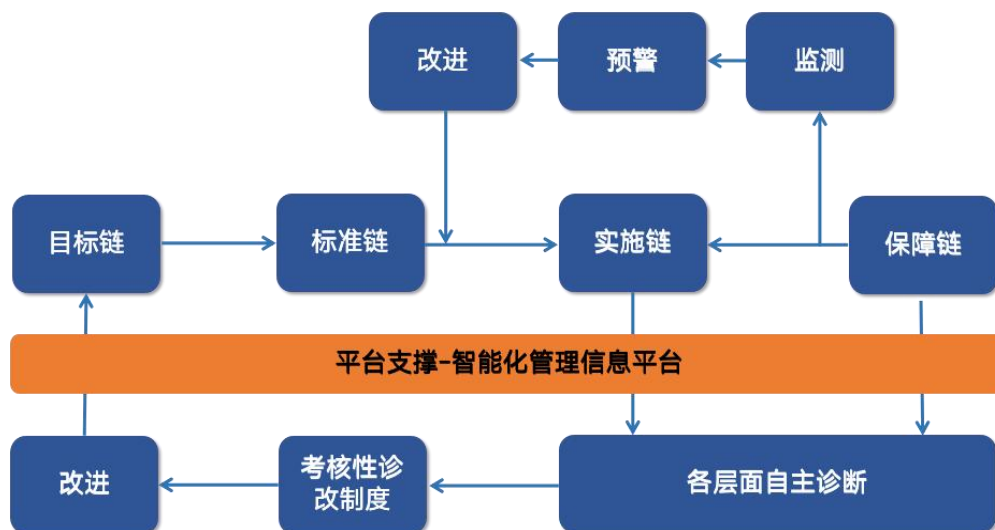 改进
预警
监测
目标链
标准链
实施链
保障链
平台支撑-智能化管理信息平台
改进
考核性诊
改制度
各层面自主诊断